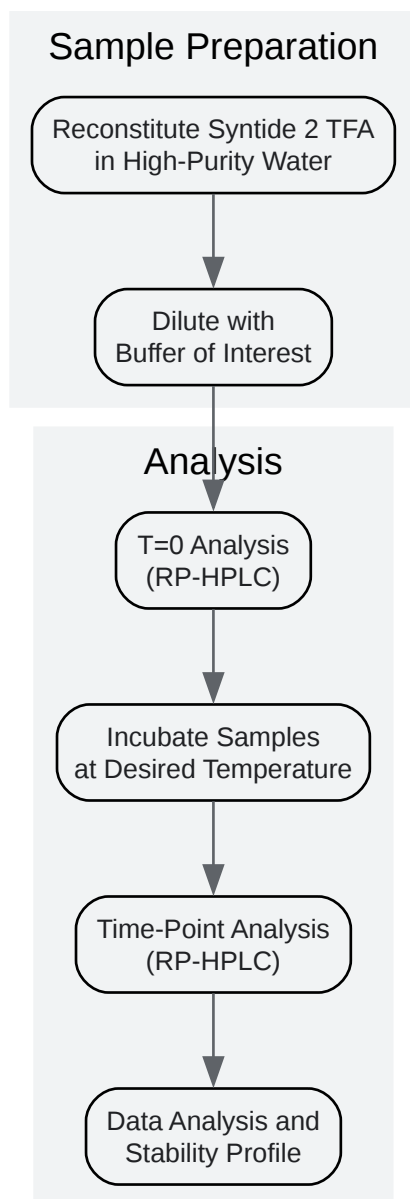 Sample Preparation
Reconstitute Syntide 2 TFA
in High-Purity Water
Dilute with
Buffer of Interest
Analysis
T=0 Analysis
(RP-HPLC)
Incubate Samples
at Desired Temperature
Time-Point Analysis
(RP-HPLC)
Data Analysis and
Stability Profile